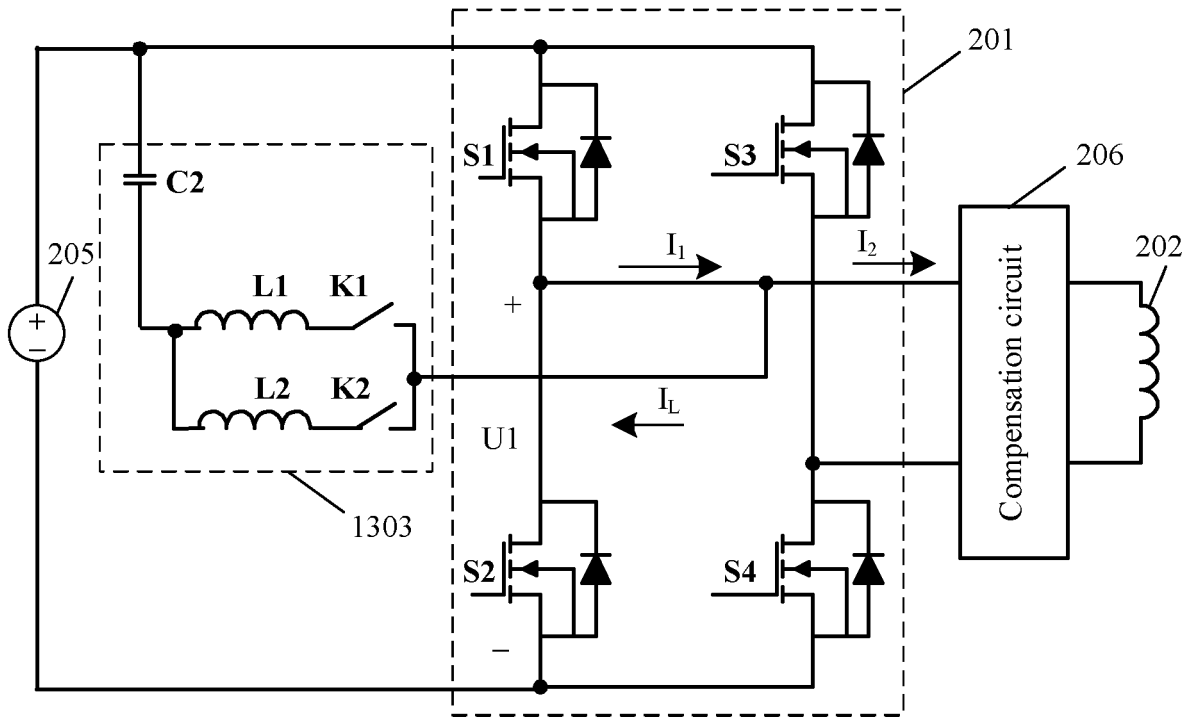 201
S1
S3
206
C2
205
I1
I2
202
L1
K1
+
+
−
Compensation circuit
L2
K2
IL
U1
1303
S2
S4
−